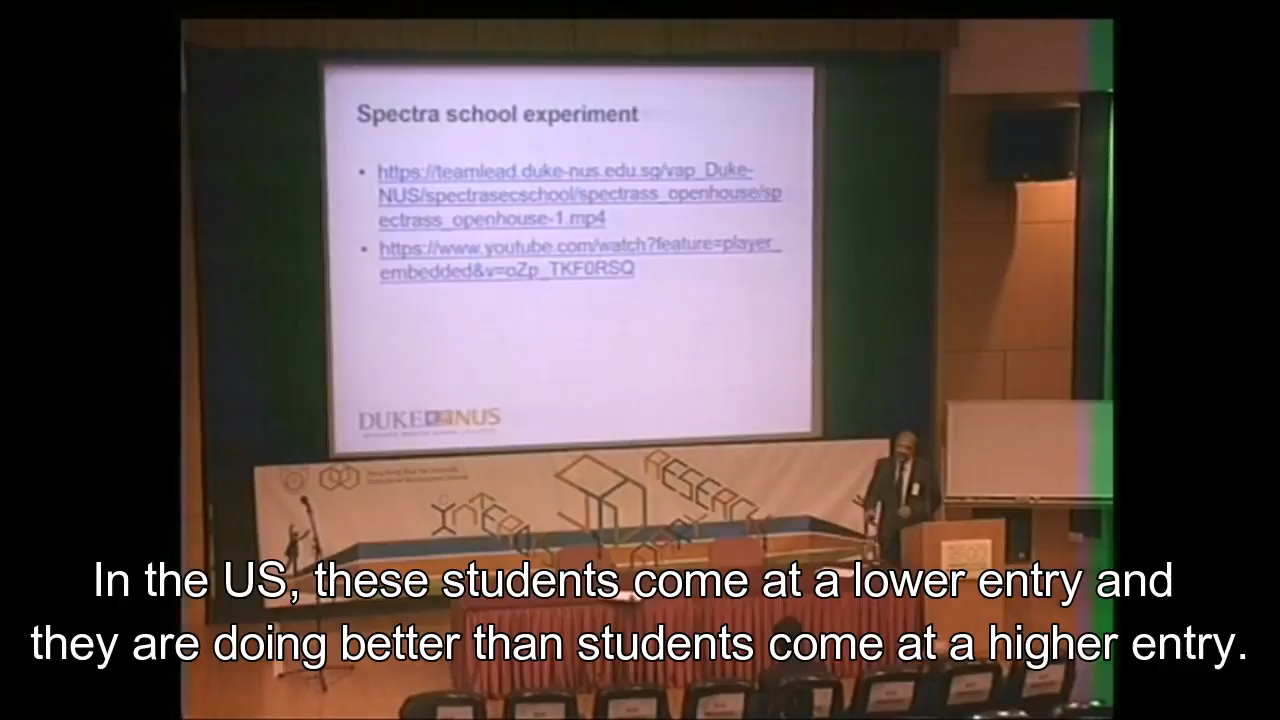 Spectra school experiment
https://teamlead.duke-nus.edu.sg/vap_Duke-
NUS/spectrasecschool/spectrass_openhouse/sp
ectrass_openhouse-1.mp4
https://www.youtube.com/watch?feature=player_
embedded&v=oZp_TKF0RSQ
DUKE NUS
RESEARCH
In the US, these students come at a lower entry and
they are doing better than students come at a higher entry.